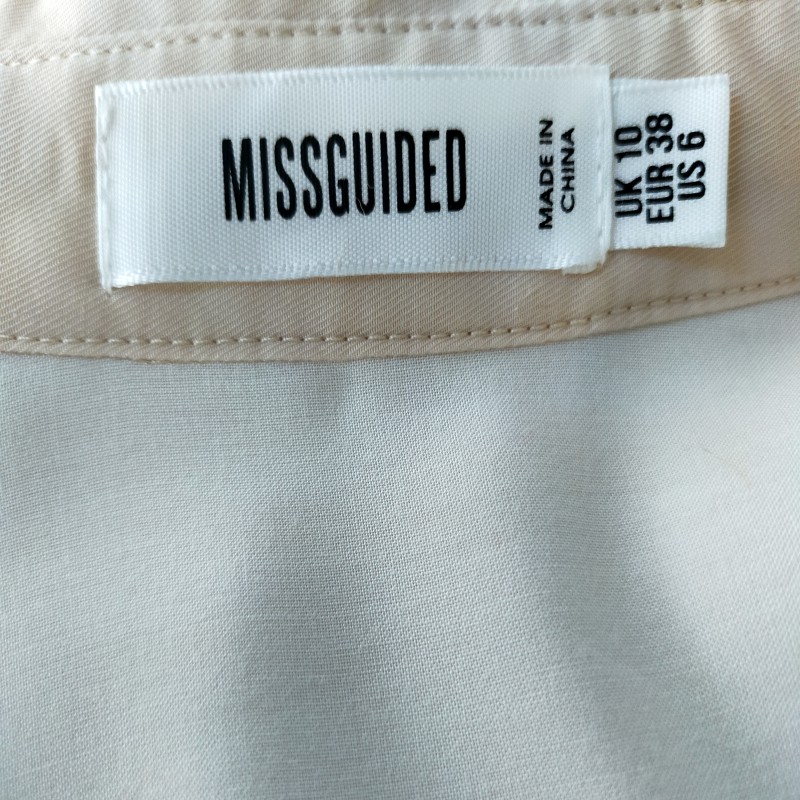 MISSGUIDED
MADE IN
CHINA
UK 10
EUR 38
US 6